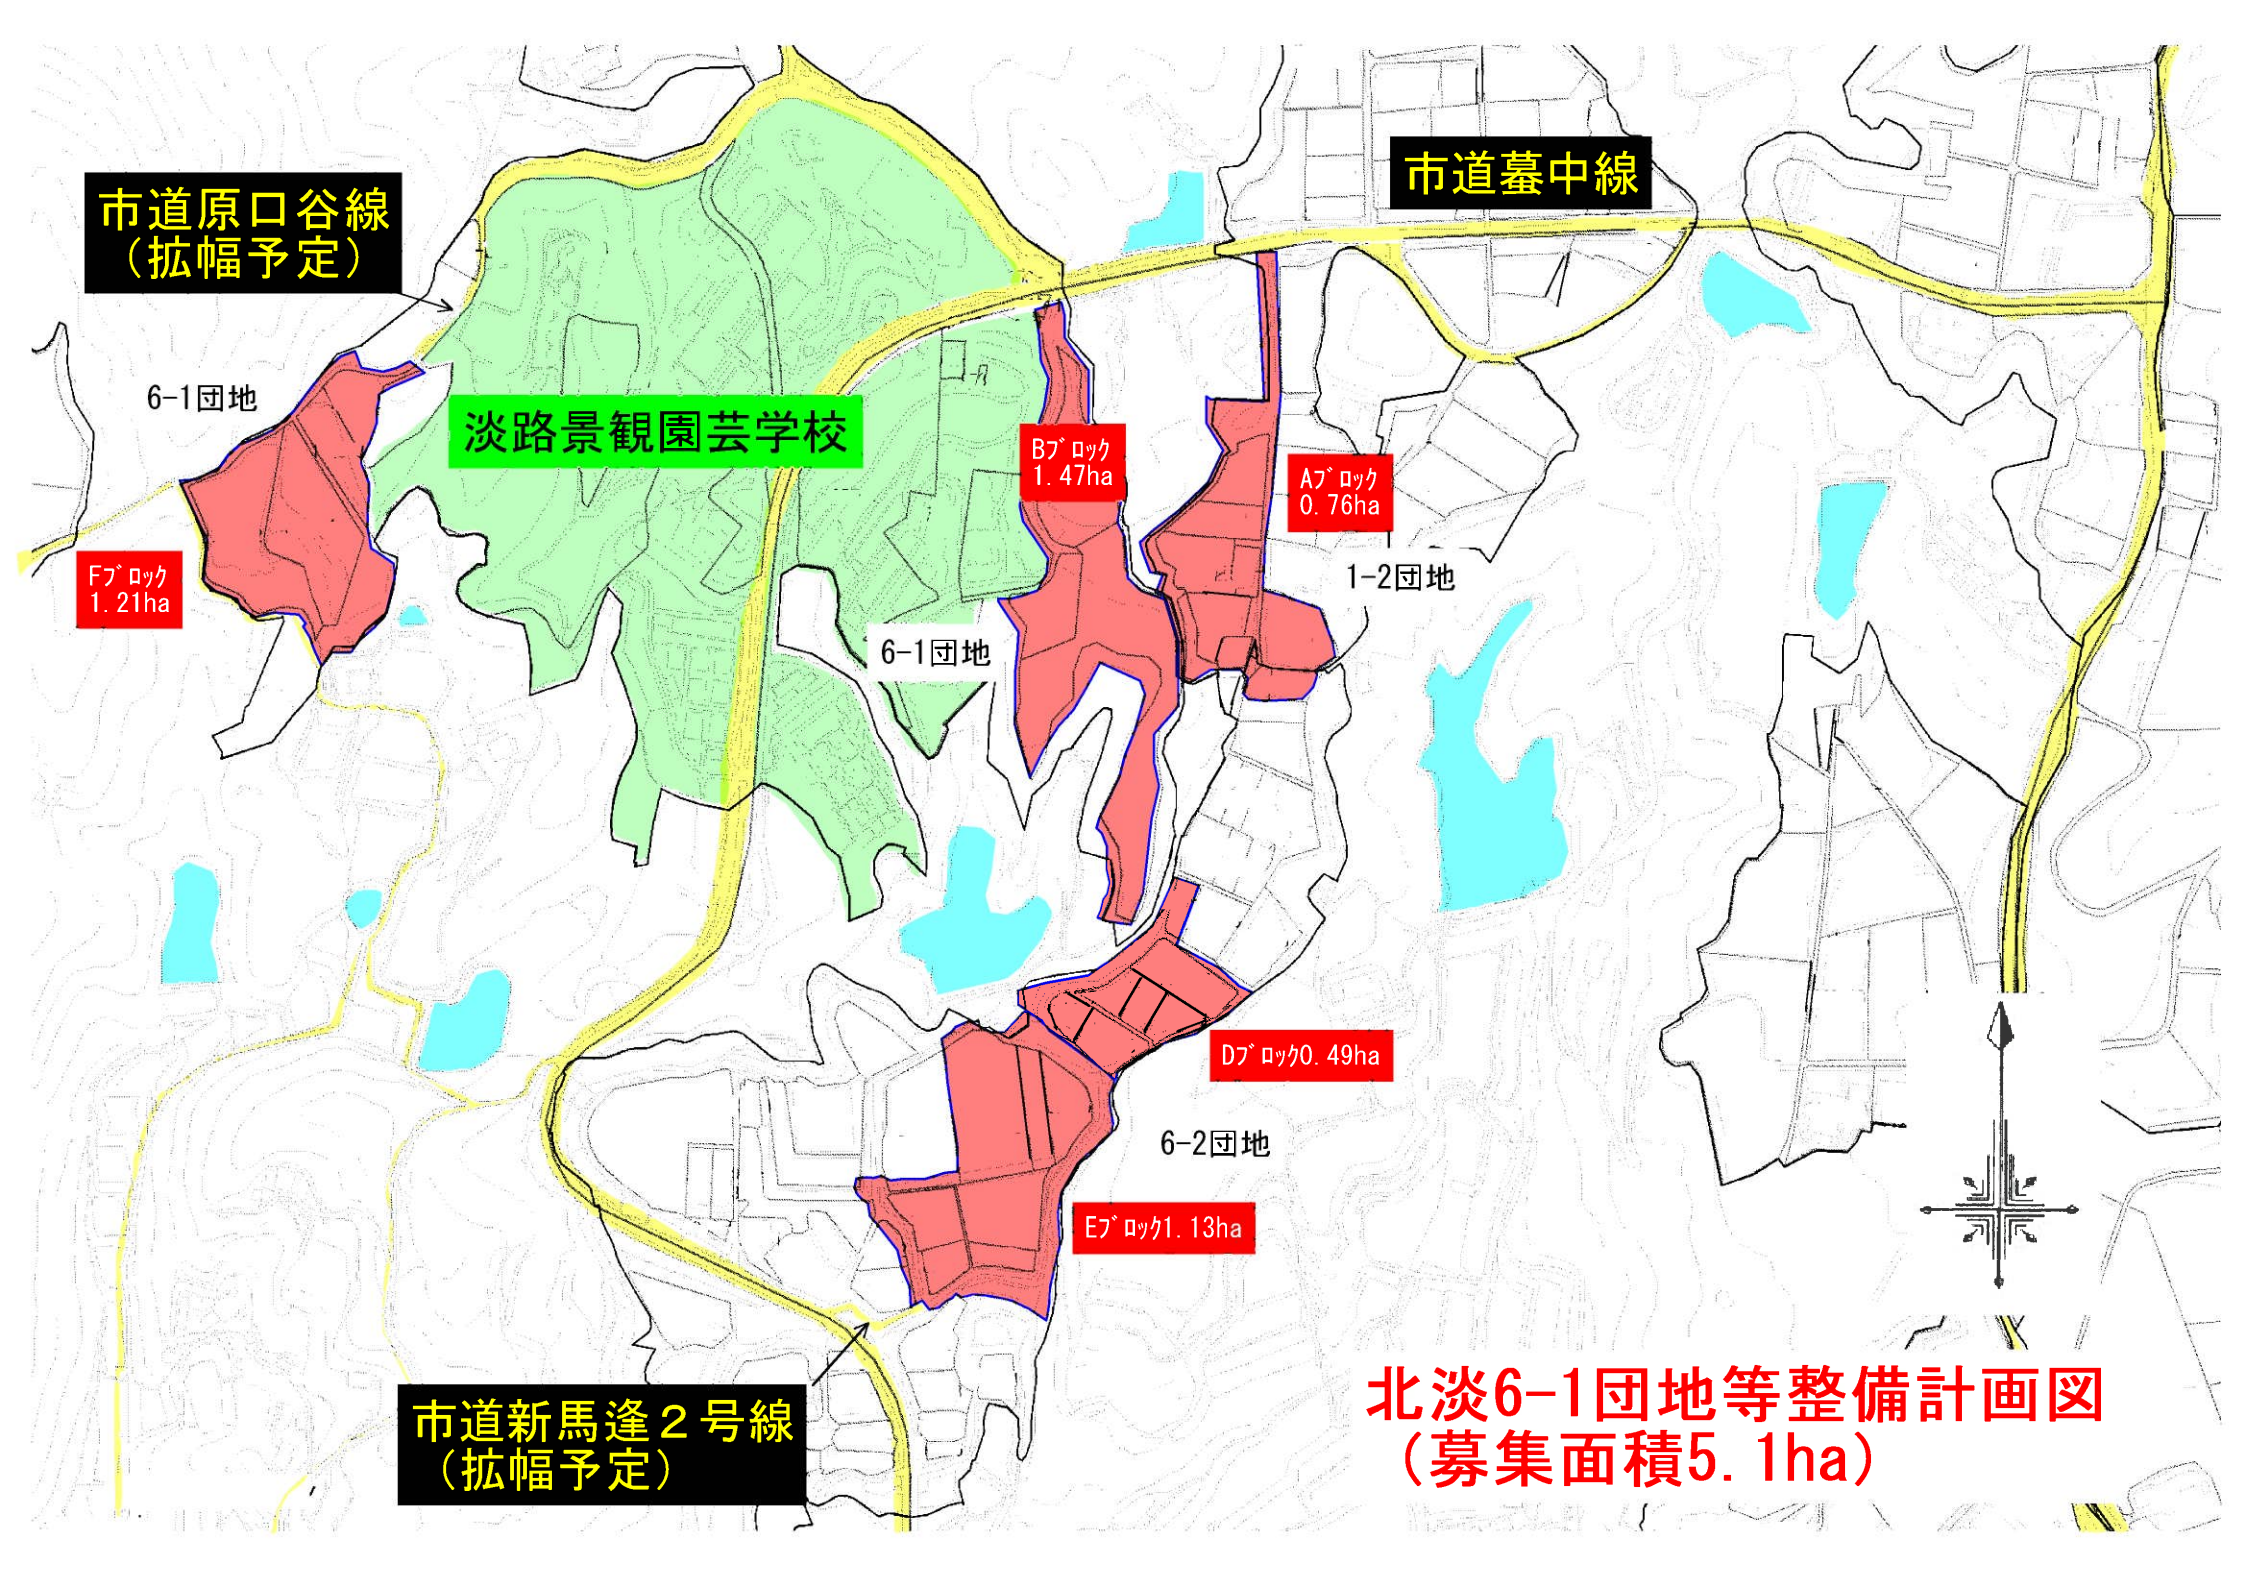 市道原口谷線
（拡幅予定）
市道蟇中線
6-1団地
淡路景観園芸学校
Bブロック
1.47ha
Aブロック
0.76ha
Fブロック
1.21ha
1-2団地
6-1団地
Dブロック0.49ha
6-2団地
Eブロック1.13ha
市道新馬逢２号線
（拡幅予定）
北淡6-1団地等整備計画図
（募集面積5.1ha）